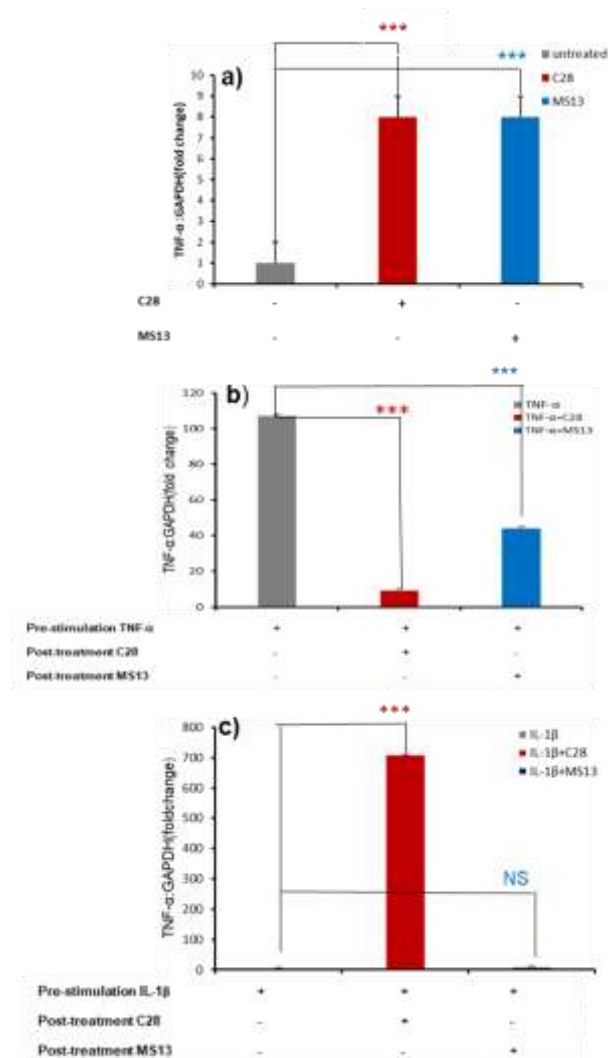 ***
***
a)
untreated
C28
MS13
TNF-α :GAPDH(fold change)
10
9
8
7
6
5
4
3
2
1
0
C28 - + -
MS13 - - +
***
b)
***
TNF-α
TNF-α+C28
TNF-α+MS13
TNF-α:GAPDH(fold change)
120
100
80
60
40
20
0
Pre-stimulation TNF-α + + +
Post-treatment C28 - + -
Post-treatment MS13 - - +
***
c)
IL-1β
IL-1β+C28
IL-1β+MS13
TNF-α:GAPDH(foldchange)
800
700
600
500
400
300
200
100
0
NS
Pre-stimulation IL-1β + + +
Post-treatment C28 - + -
Post-treatment MS13 - - +